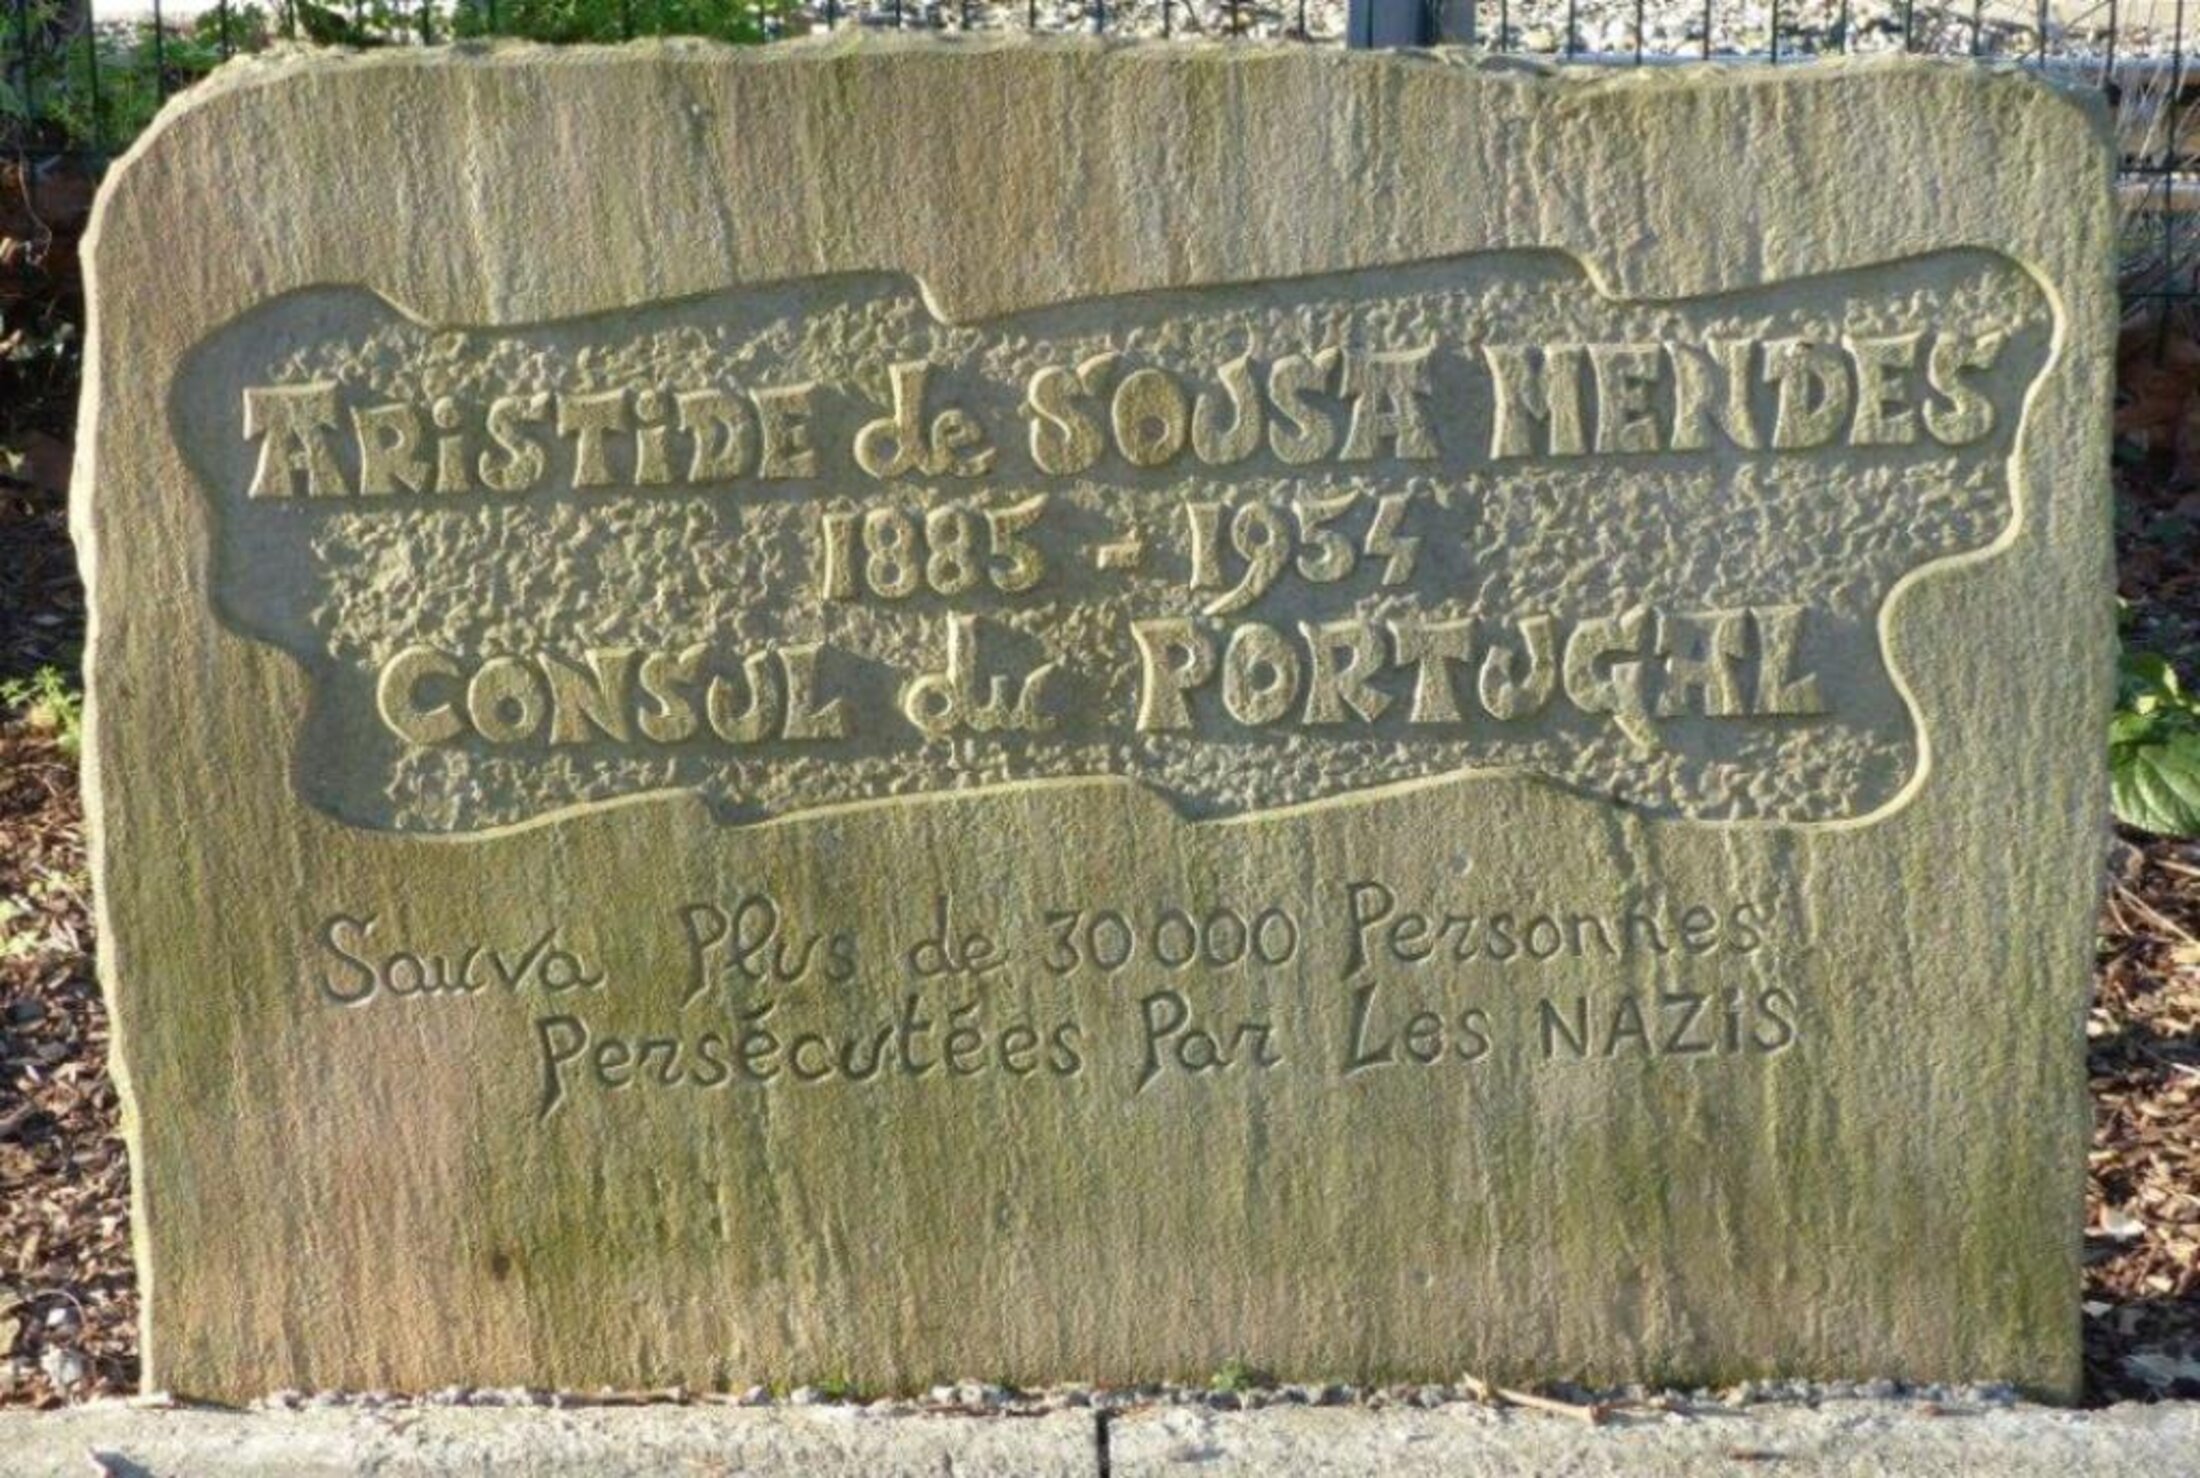 ARiSTiDE de SOUSA MENDES
1885 - 1954
CONSUL du PORTUGAL
Sauva Plus de 30 000 Personnes
Persécutées Par Les NAZiS